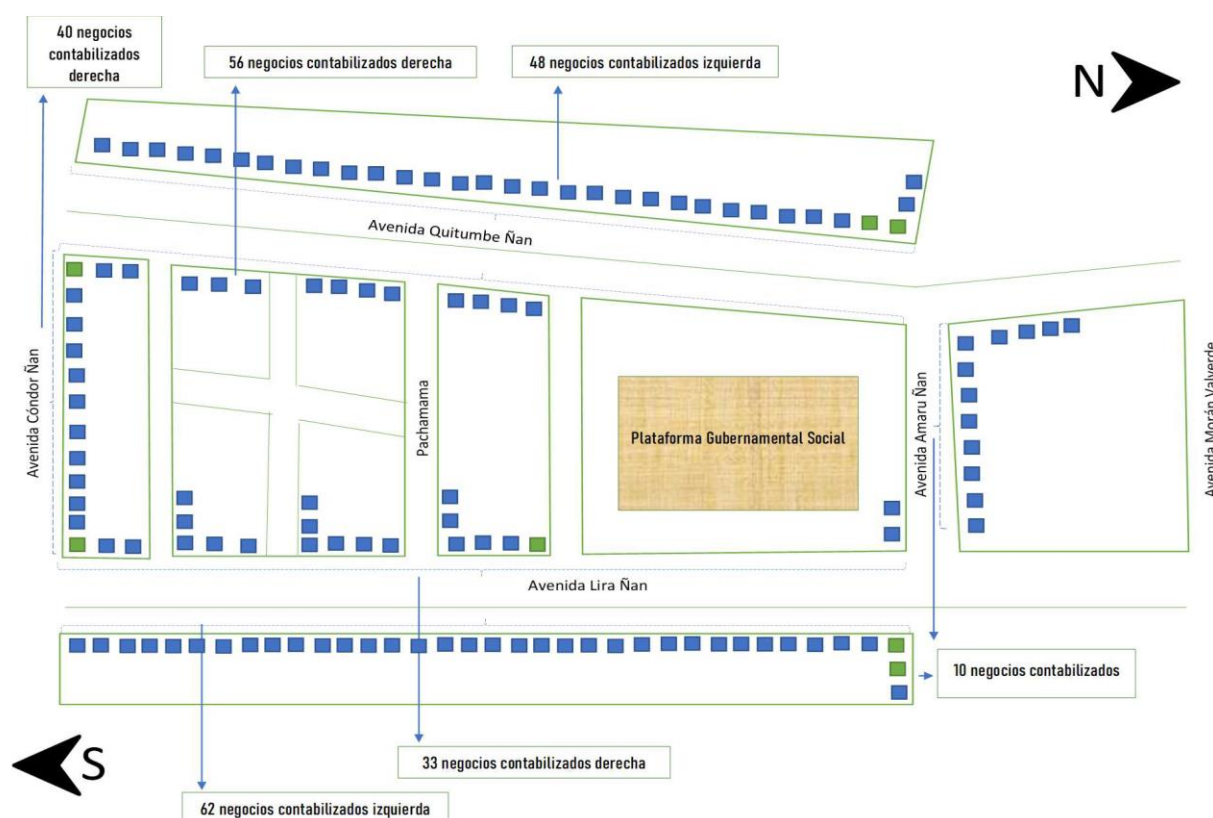 40 negocios
contabilizados
derecha
56 negocios contabilizados derecha
48 negocios contabilizados izquierda
N
Avenida Quitumbe Ñan
Avenida Cóndor Ñan
Pachamama
Plataforma Gubernamental Social
Avenida Amaru Ñan
Avenida Morán Valverde
Avenida Lira Ñan
10 negocios contabilizados
S
33 negocios contabilizados derecha
62 negocios contabilizados izquierda